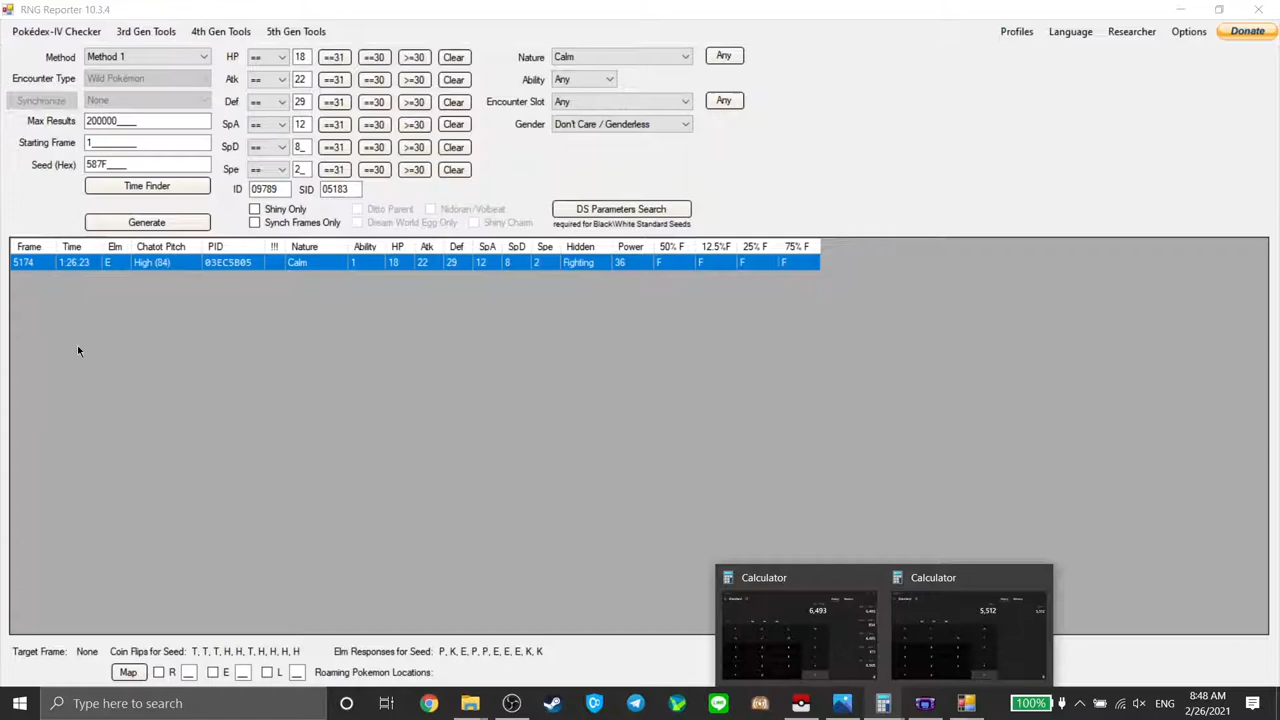 RNG Reporter 10.3.4
Pokédex-IV Checker 3rd Gen Tools 4th Gen Tools 5th Gen Tools Profiles Language Researcher Options Donate
Method Method 1 HP == 18 ==31 ==30 >=30 Clear Nature Calm Any
Encounter Type Wild Pokémon Atk == 22 ==31 ==30 >=30 Clear Ability Any
Synchronize None Def == 29 ==31 ==30 >=30 Clear Encounter Slot Any Any
Max Results 200000____ SpA == 12 ==31 ==30 >=30 Clear Gender Don't Care / Genderless
Starting Frame 1_________ SpD == 8_ ==31 ==30 >=30 Clear
Seed (Hex) 587F____ Spe == 2_ ==31 ==30 >=30 Clear
Time Finder ID 09789 SID 05183
Shiny Only Ditto Parent Nidoran/Volbeat DS Parameters Search
Generate Synch Frames Only Dream World Egg Only Shiny Charm required for Black\White Standard Seeds
Frame Time Elm Chatot Pitch PID !!! Nature Ability HP Atk Def SpA SpD Spe Hidden Power 50% F 12.5%F 25% F 75% F
5174 1:26.23 E High (84) 03EC5B05 Calm 1 18 22 29 12 8 2 Fighting 36 F F F F
Calculator Calculator
6,493 5,512
Target Frame: None Coin Flips for Seed: T, T, T, H, H, T, H, H, H, H Elm Responses for Seed: P, K, E, P, P, E, E, E, K, K
Map R __ E __ L __ Roaming Pokemon Locations:
Type here to search 100% ENG 8:48 AM
2/26/2021